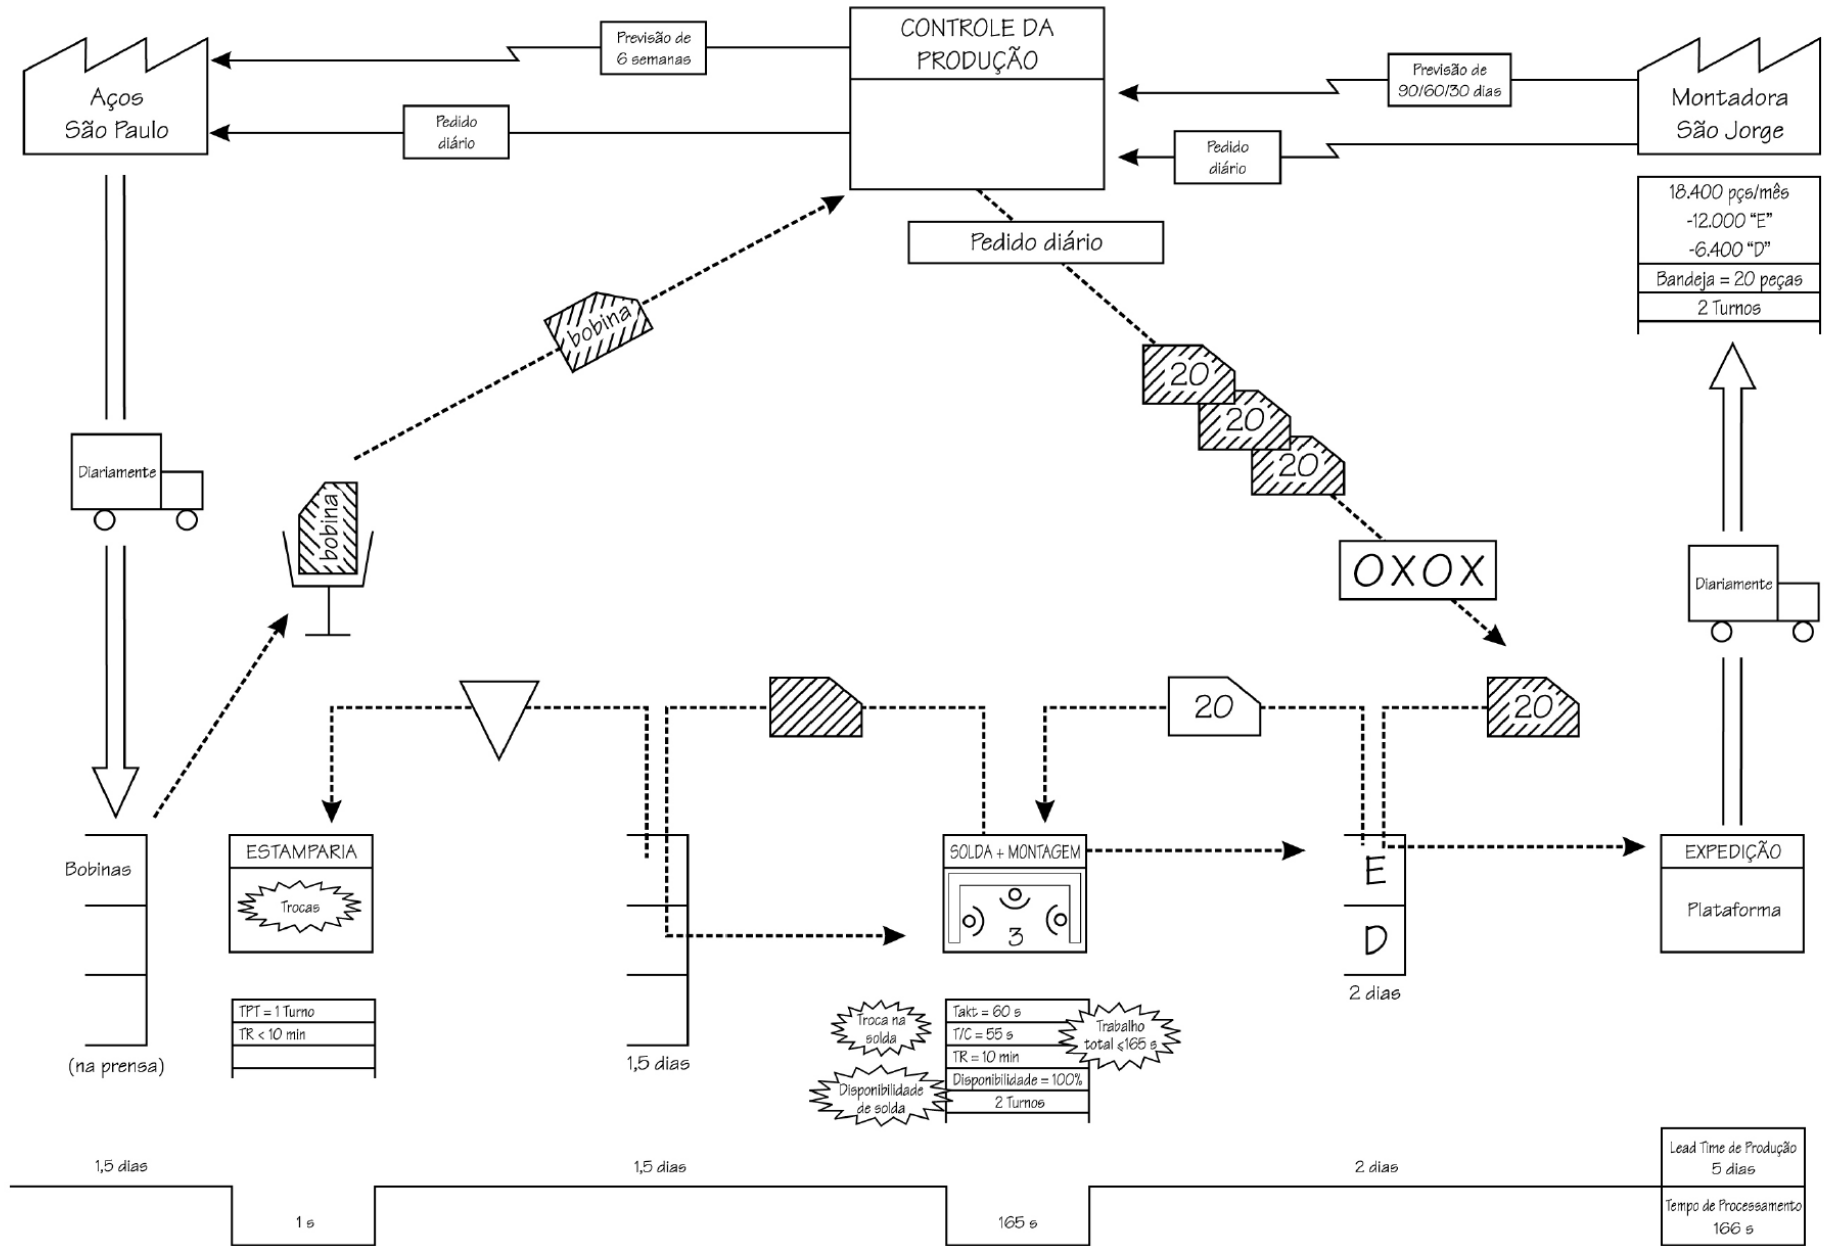 CONTROLE DA
PRODUÇÃO
Previsão de
6 semanas
Previsão de
90/60/30 dias
Aços
São Paulo
Montadora
São Jorge
Pedido
diário
Pedido
diário
18.400 pçs/mês
-12.000 “E”
-6.400 “D”
Bandeja = 20 peças
2 Turnos
Pedido diário
bobina
20
20
20
Diariamente
bobina
OXOX
Diariamente
20
20
Bobinas
(na prensa)
ESTAMPARIA
Trocas
TPT = 1 Turno
TR < 10 min
1,5 dias
SOLDA + MONTAGEM
3
Troca na
solda
Disponibilidade
de solda
Takt = 60 s
T/C = 55 s
TR = 10 min
Disponibilidade = 100%
2 Turnos
Trabalho
total ≤165 s
E
D
2 dias
EXPEDIÇÃO
Plataforma
1,5 dias
1 s
1,5 dias
165 s
2 dias
Lead Time de Produção
5 dias
Tempo de Processamento
166 s